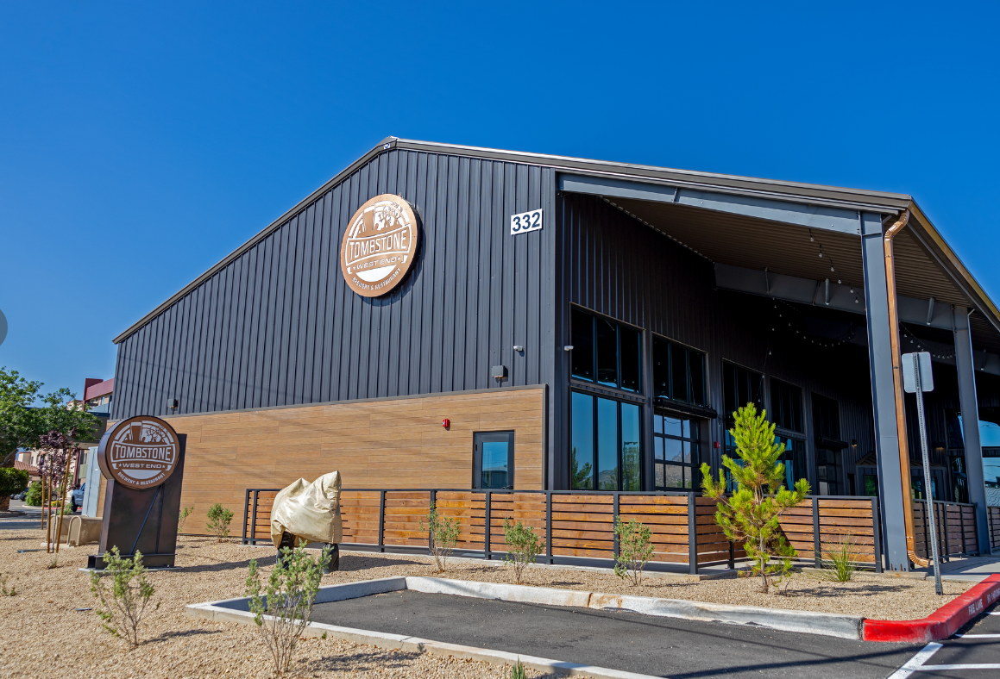 TOMBSTONE
WEST END
BREWERY & RESTAURANT
332
TOMBSTONE
WEST END
BREWERY & RESTAURANT
FIRE LANE